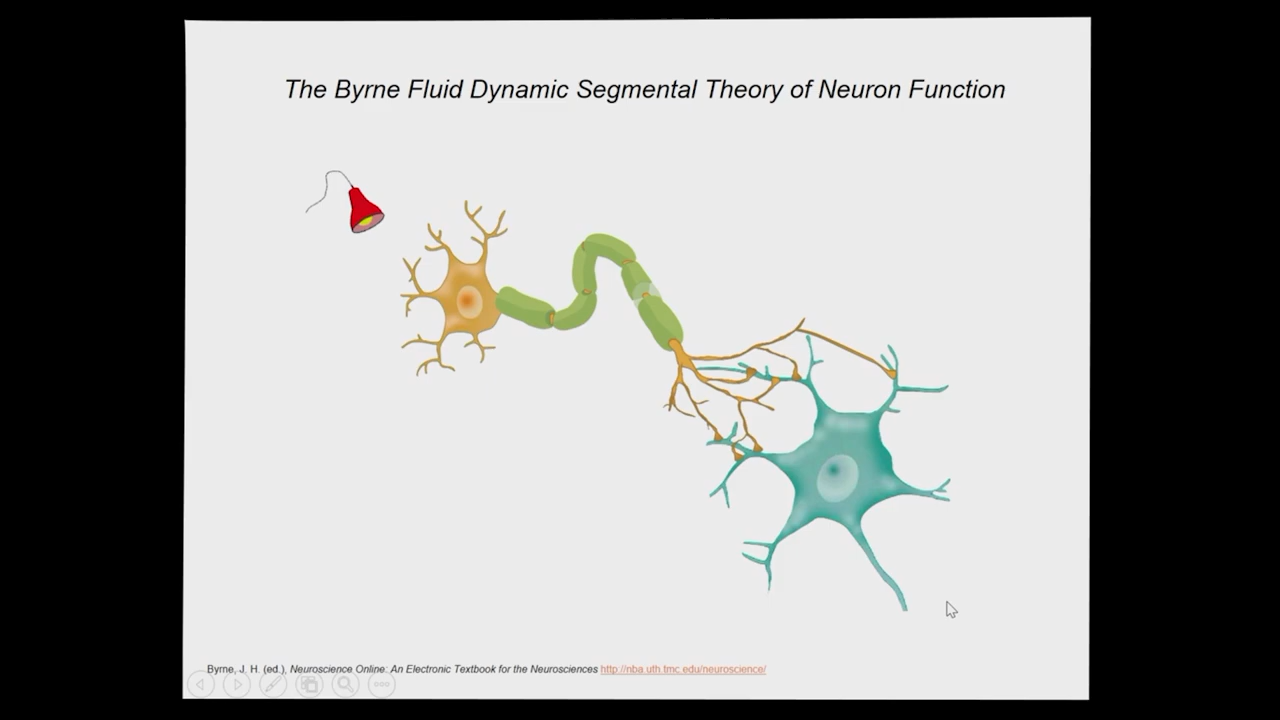 The Byrne Fluid Dynamic Segmental Theory of Neuron Function
Byrne, J. H. (ed.), Neuroscience Online: An Electronic Textbook for the Neurosciences http://nba.uth.tmc.edu/neuroscience/